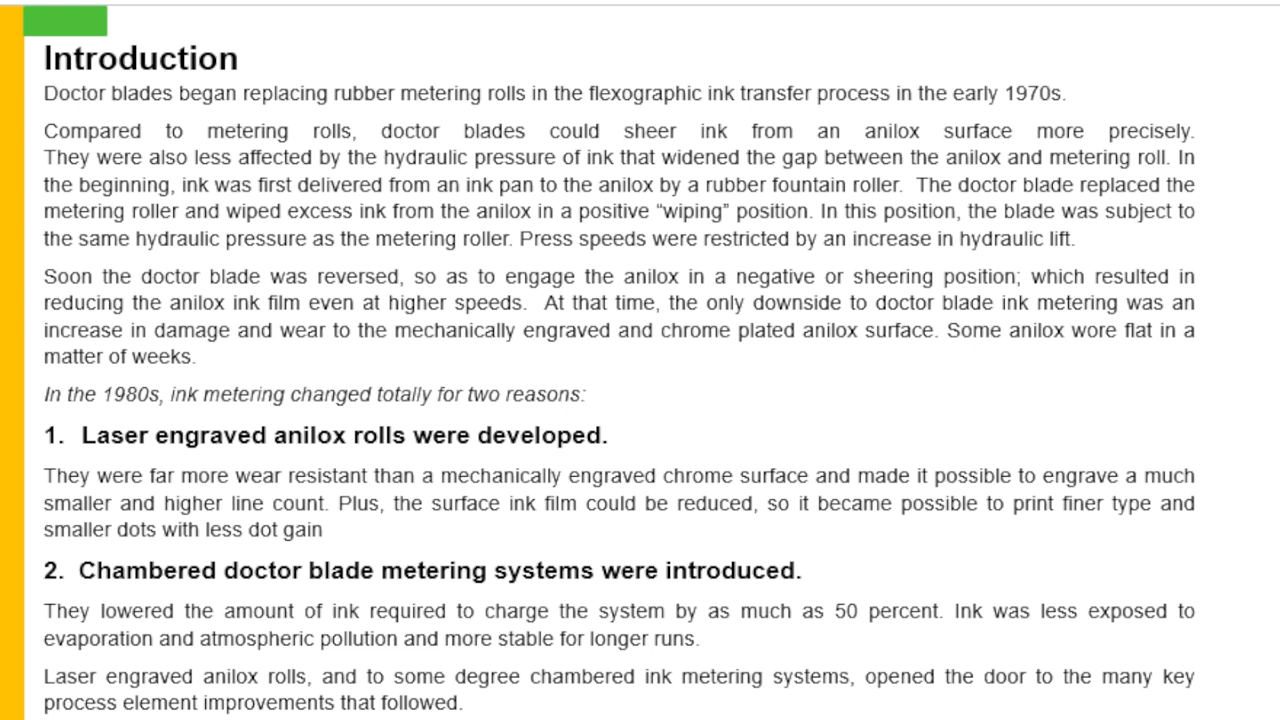 Introduction
Doctor blades began replacing rubber metering rolls in the flexographic ink transfer process in the early 1970s.
Compared to metering rolls, doctor blades could sheer ink from an anilox surface more precisely.
They were also less affected by the hydraulic pressure of ink that widened the gap between the anilox and metering roll. In
the beginning, ink was first delivered from an ink pan to the anilox by a rubber fountain roller.  The doctor blade replaced the
metering roller and wiped excess ink from the anilox in a positive “wiping” position. In this position, the blade was subject to
the same hydraulic pressure as the metering roller. Press speeds were restricted by an increase in hydraulic lift.
Soon the doctor blade was reversed, so as to engage the anilox in a negative or sheering position; which resulted in
reducing the anilox ink film even at higher speeds.  At that time, the only downside to doctor blade ink metering was an
increase in damage and wear to the mechanically engraved and chrome plated anilox surface. Some anilox wore flat in a
matter of weeks.
In the 1980s, ink metering changed totally for two reasons:
1. Laser engraved anilox rolls were developed.
They were far more wear resistant than a mechanically engraved chrome surface and made it possible to engrave a much
smaller and higher line count. Plus, the surface ink film could be reduced, so it became possible to print finer type and
smaller dots with less dot gain
2. Chambered doctor blade metering systems were introduced.
They lowered the amount of ink required to charge the system by as much as 50 percent. Ink was less exposed to
evaporation and atmospheric pollution and more stable for longer runs.
Laser engraved anilox rolls, and to some degree chambered ink metering systems, opened the door to the many key
process element improvements that followed.